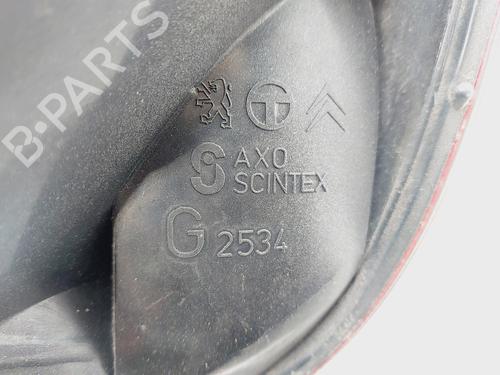 B-PARTS
AXO
SCINTEX
G 2534